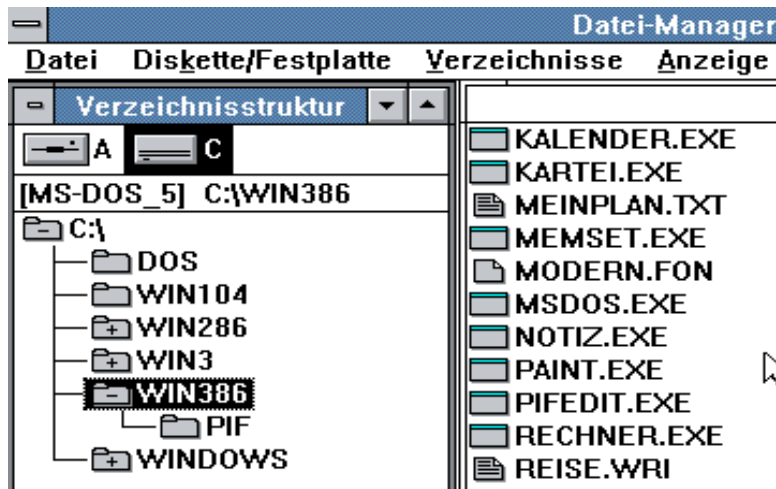 Datei-Manager
Datei Diskette/Festplatte Verzeichnisse Anzeige
Verzeichnisstruktur
A C
[MS-DOS_5] C:\WIN386
C:\
DOS
WIN104
WIN286
WIN3
WIN386
PIF
WINDOWS
KALENDER.EXE
KARTEI.EXE
MEINPLAN.TXT
MEMSET.EXE
MODERN.FON
MSDOS.EXE
NOTIZ.EXE
PAINT.EXE
PIFEDIT.EXE
RECHNER.EXE
REISE.WRI